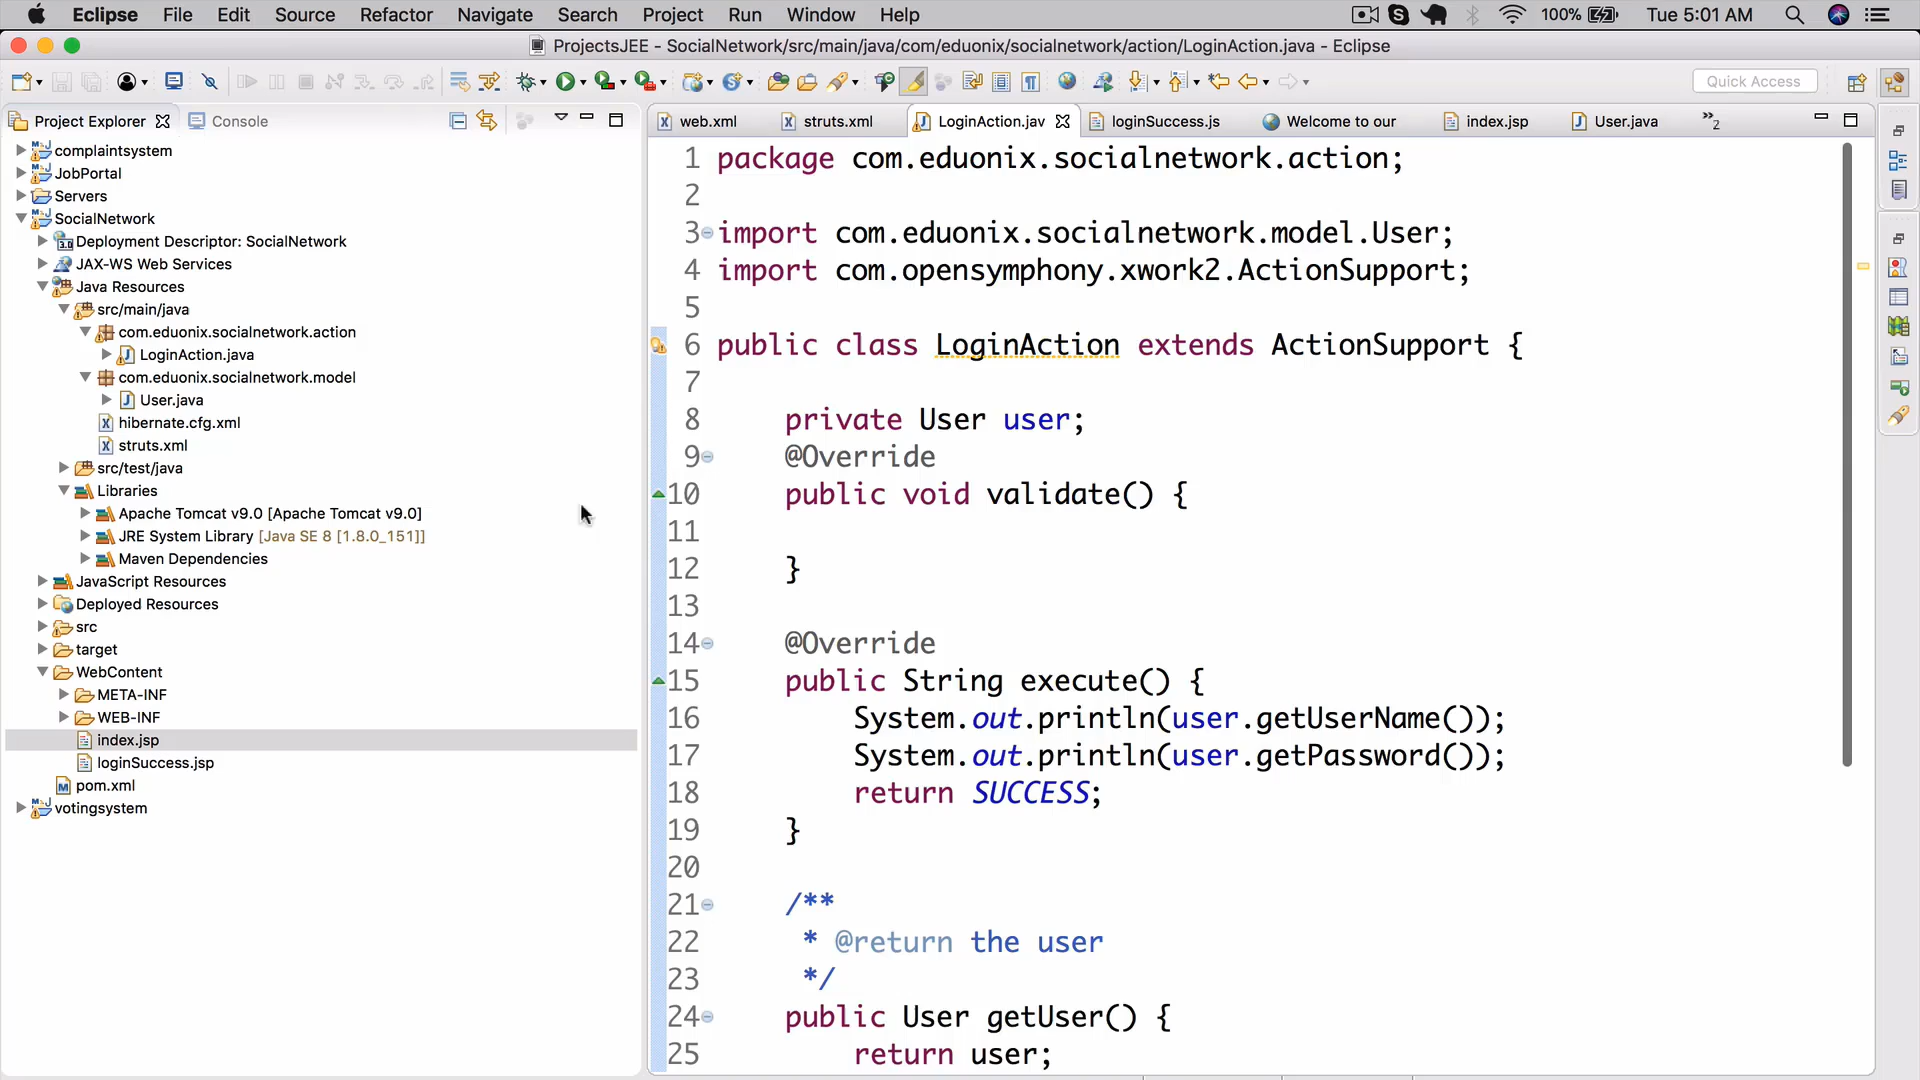 Eclipse File Edit Source Refactor Navigate Search Project Run Window Help 100% Tue 5:01 AM
ProjectsJEE - SocialNetwork/src/main/java/com/eduonix/socialnetwork/action/LoginAction.java - Eclipse
Quick Access
Project Explorer Console
web.xml struts.xml LoginAction.jav loginSuccess.js Welcome to our index.jsp User.java »2
complaintsystem
JobPortal
Servers
SocialNetwork
Deployment Descriptor: SocialNetwork
JAX-WS Web Services
Java Resources
src/main/java
com.eduonix.socialnetwork.action
LoginAction.java
com.eduonix.socialnetwork.model
User.java
hibernate.cfg.xml
struts.xml
src/test/java
Libraries
Apache Tomcat v9.0 [Apache Tomcat v9.0]
JRE System Library [Java SE 8 [1.8.0_151]]
Maven Dependencies
JavaScript Resources
Deployed Resources
src
target
WebContent
META-INF
WEB-INF
index.jsp
loginSuccess.jsp
pom.xml
votingsystem
1 package com.eduonix.socialnetwork.action;
2
3 import com.eduonix.socialnetwork.model.User;
4 import com.opensymphony.xwork2.ActionSupport;
5
6 public class LoginAction extends ActionSupport {
7
8 private User user;
9 @Override
10 public void validate() {
11
12 }
13
14 @Override
15 public String execute() {
16 System.out.println(user.getUserName());
17 System.out.println(user.getPassword());
18 return SUCCESS;
19 }
20
21 /**
22 * @return the user
23 */
24 public User getUser() {
25 return user;